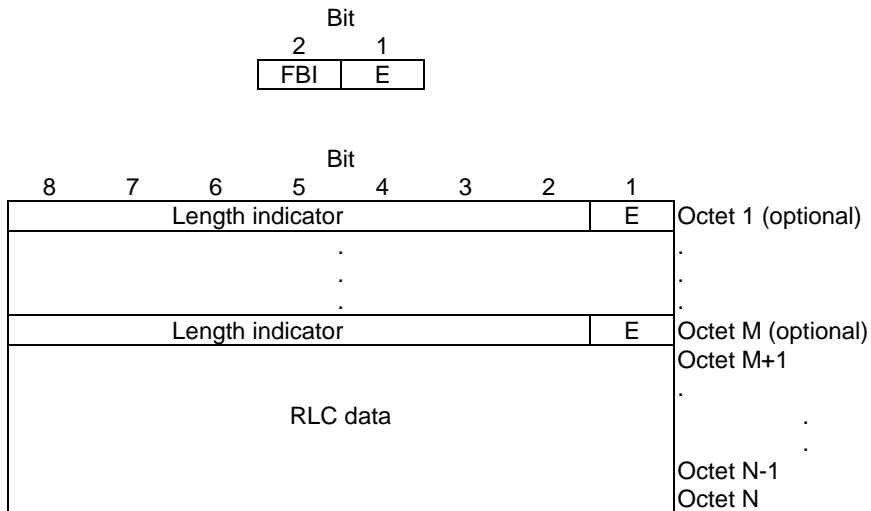 Bit
2 1
FBI E
Bit
8 7 6 5 4 3 2 1
Length indicator E Octet 1 (optional)
. .
. .
. .
Length indicator E Octet M (optional)
Octet M+1
.
RLC data .
.
Octet N-1
Octet N